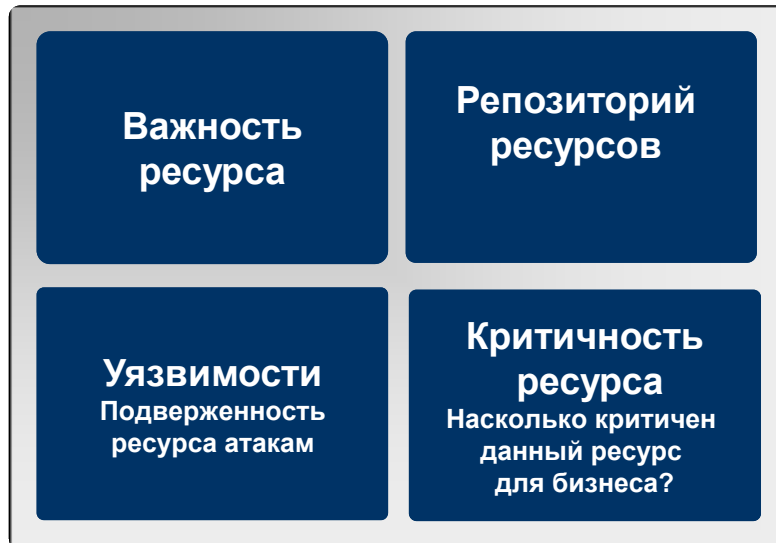 Важность
ресурса
Репозиторий
ресурсов
Уязвимости
Подверженность
ресурса атакам
Критичность
ресурса
Насколько критичен
данный ресурс
для бизнеса?